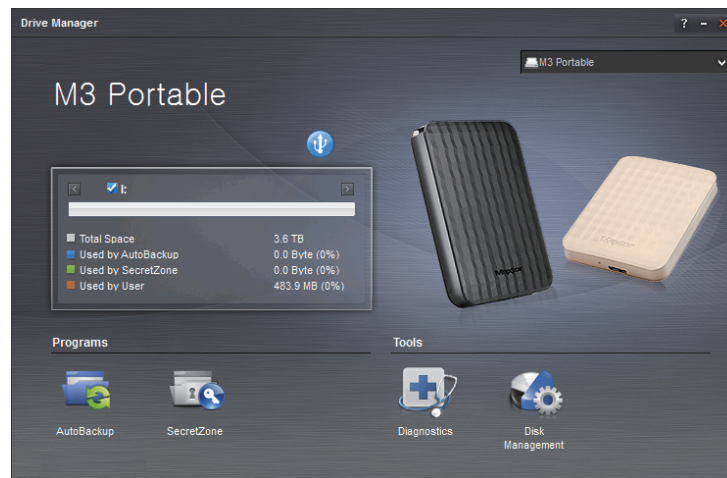 Drive Manager
? – ×
M3 Portable
M3 Portable
< I: >
Total Space 3.6 TB
Used by AutoBackup 0.0 Byte (0%)
Used by SecretZone 0.0 Byte (0%)
Used by User 483.9 MB (0%)
Maxtor
Maxtor
Programs
Tools
AutoBackup
SecretZone
Diagnostics
Disk
Management